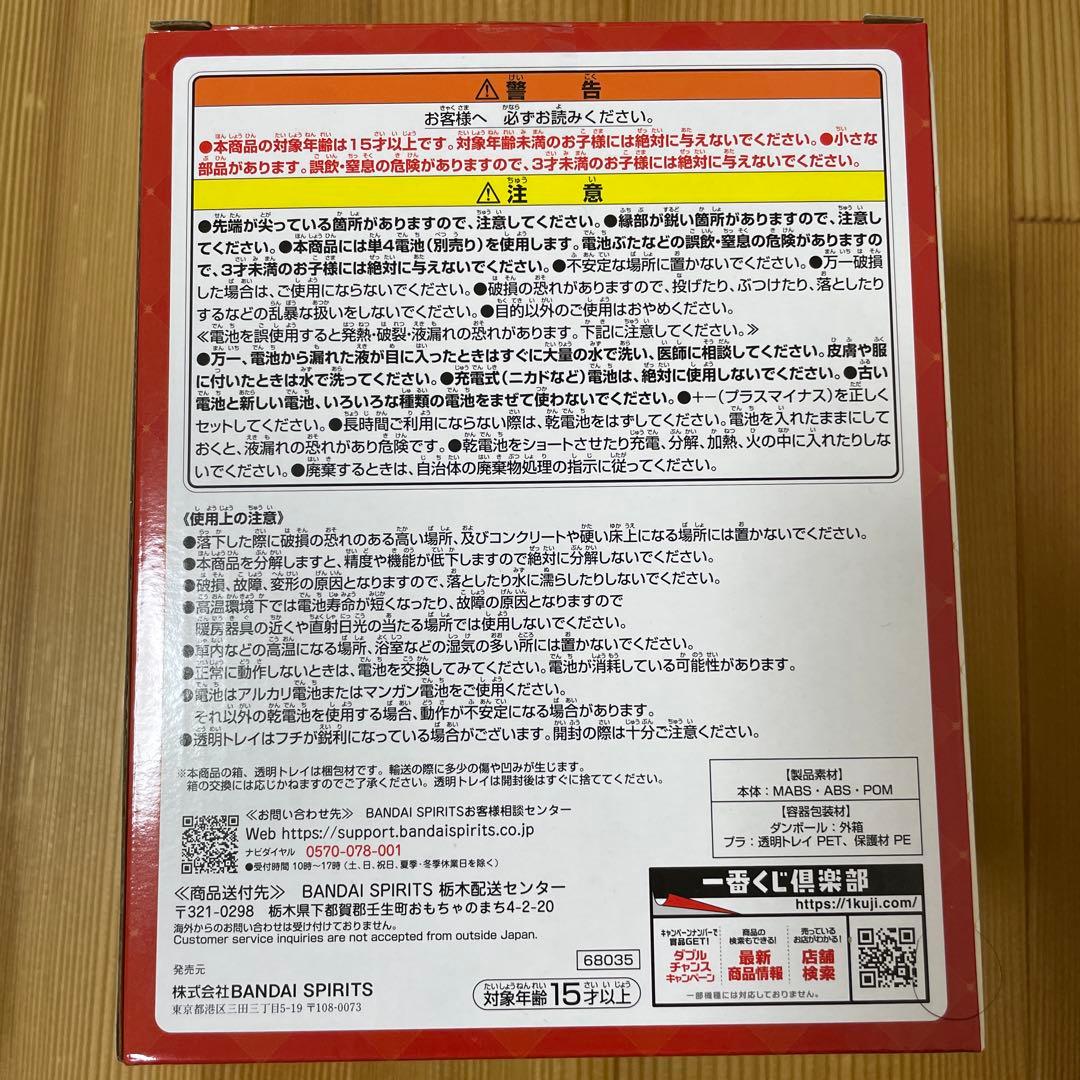 ⚠警告
お客様へ 必ずお読みください。
●本商品の対象年齢は15才以上です。対象年齢未満のお子様には絶対に与えないでください。●小さな
部品があります。誤飲・窒息の危険がありますので、3才未満のお子様には絶対に与えないでください。
⚠注意
●先端が尖っている箇所がありますので、注意してください。●縁部が鋭い箇所がありますので、注意し
てください。●本商品には単4電池(別売り)を使用します。電池ぶたなどの誤飲・窒息の危険があります
ので、3才未満のお子様には絶対に与えないでください。●不安定な場所に置かないでください。●万一破損
した場合は、ご使用にならないでください。●破損の恐れがありますので、投げたり、ぶつけたり、落としたり
するなどの乱暴な扱いをしないでください。●目的以外のご使用はおやめください。
≪電池を誤使用すると発熱・破裂・液漏れの恐れがあります。下記に注意してください。≫
●万一、電池から漏れた液が目に入ったときはすぐに大量の水で洗い、医師に相談してください。皮膚や服
に付いたときは水で洗ってください。●充電式(ニカドなど)電池は、絶対に使用しないでください。●古い
電池と新しい電池、いろいろな種類の電池をまぜて使わないでください。●+-(プラスマイナス)を正しく
セットしてください。●長時間ご利用にならない際は、乾電池をはずしてください。電池を入れたままにして
おくと、液漏れの恐れがあり危険です。●乾電池をショートさせたり充電、分解、加熱、火の中に入れたりしな
いでください。●廃棄するときは、自治体の廃棄物処理の指示に従ってください。
《使用上の注意》
●落下した際に破損の恐れのある高い場所、及びコンクリートや硬い床上になる場所には置かないでください。
●本商品を分解しますと、精度や機能が低下しますので絶対に分解しないでください。
●破損、故障、変形の原因となりますので、落としたり水に濡らしたりしないでください。
●高温環境下では電池寿命が短くなったり、故障の原因となりますので
暖房器具の近くや直射日光の当たる場所では使用しないでください。
●車内などの高温になる場所、浴室などの湿気の多い所には置かないでください。
●正常に動作しないときは、電池を交換してみてください。電池が消耗している可能性があります。
●電池はアルカリ電池またはマンガン電池をご使用ください。
それ以外の乾電池を使用する場合、動作が不安定になる場合があります。
●透明トレイはフチが鋭利になっている場合がございます。開封の際は十分ご注意ください。
※本商品の箱、透明トレイは梱包材です。輸送の際に多少の傷や凹みが生じます。
箱の交換には応じかねますのでご了承ください。透明トレイは開封後はすぐに捨ててください。
【製品素材】
本体:MABS・ABS・POM
【容器包装材】
ダンボール:外箱
プラ:透明トレイ PET、保護材 PE
≪お問い合わせ先≫ BANDAI SPIRITSお客様相談センター
Web https://support.bandaispirits.co.jp
ナビダイヤル 0570-078-001
●受付時間 10時〜17時(土、日、祝日、夏季・冬季休業日を除く)
≪商品送付先≫ BANDAI SPIRITS 栃木配送センター
〒321-0298 栃木県下都賀郡壬生町おもちゃのまち4-2-20
海外からのお問い合わせは受け付けておりません。
Customer service inquiries are not accepted from outside Japan.
発売元
株式会社BANDAI SPIRITS
東京都港区三田三丁目5-19 〒108-0073
68035
対象年齢15才以上
一番くじ倶楽部
https://1kuji.com/
キャンペーンナンバーで
賞品GET!
ダブル
チャンス
キャンペーン
商品の
検索もできる!
最新
商品情報
売っている
お店がわかる!
店舗
検索
一部機種には対応しておりません。